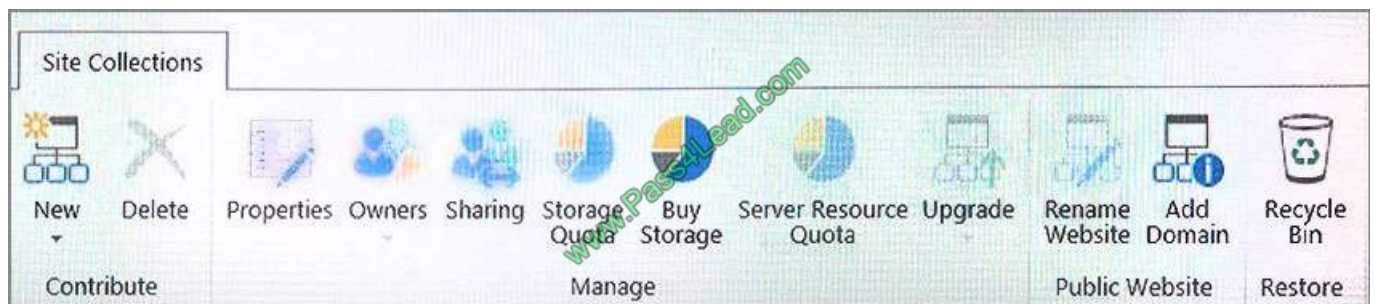 Site Collections
New
Delete
Properties
Owners
Sharing
Storage
Quota
Buy
Storage
Server Resource
Quota
Upgrade
Rename
Website
Add
Domain
Recycle
Bin
Contribute
Manage
Public Website
Restore
www.Pass4Lead.com